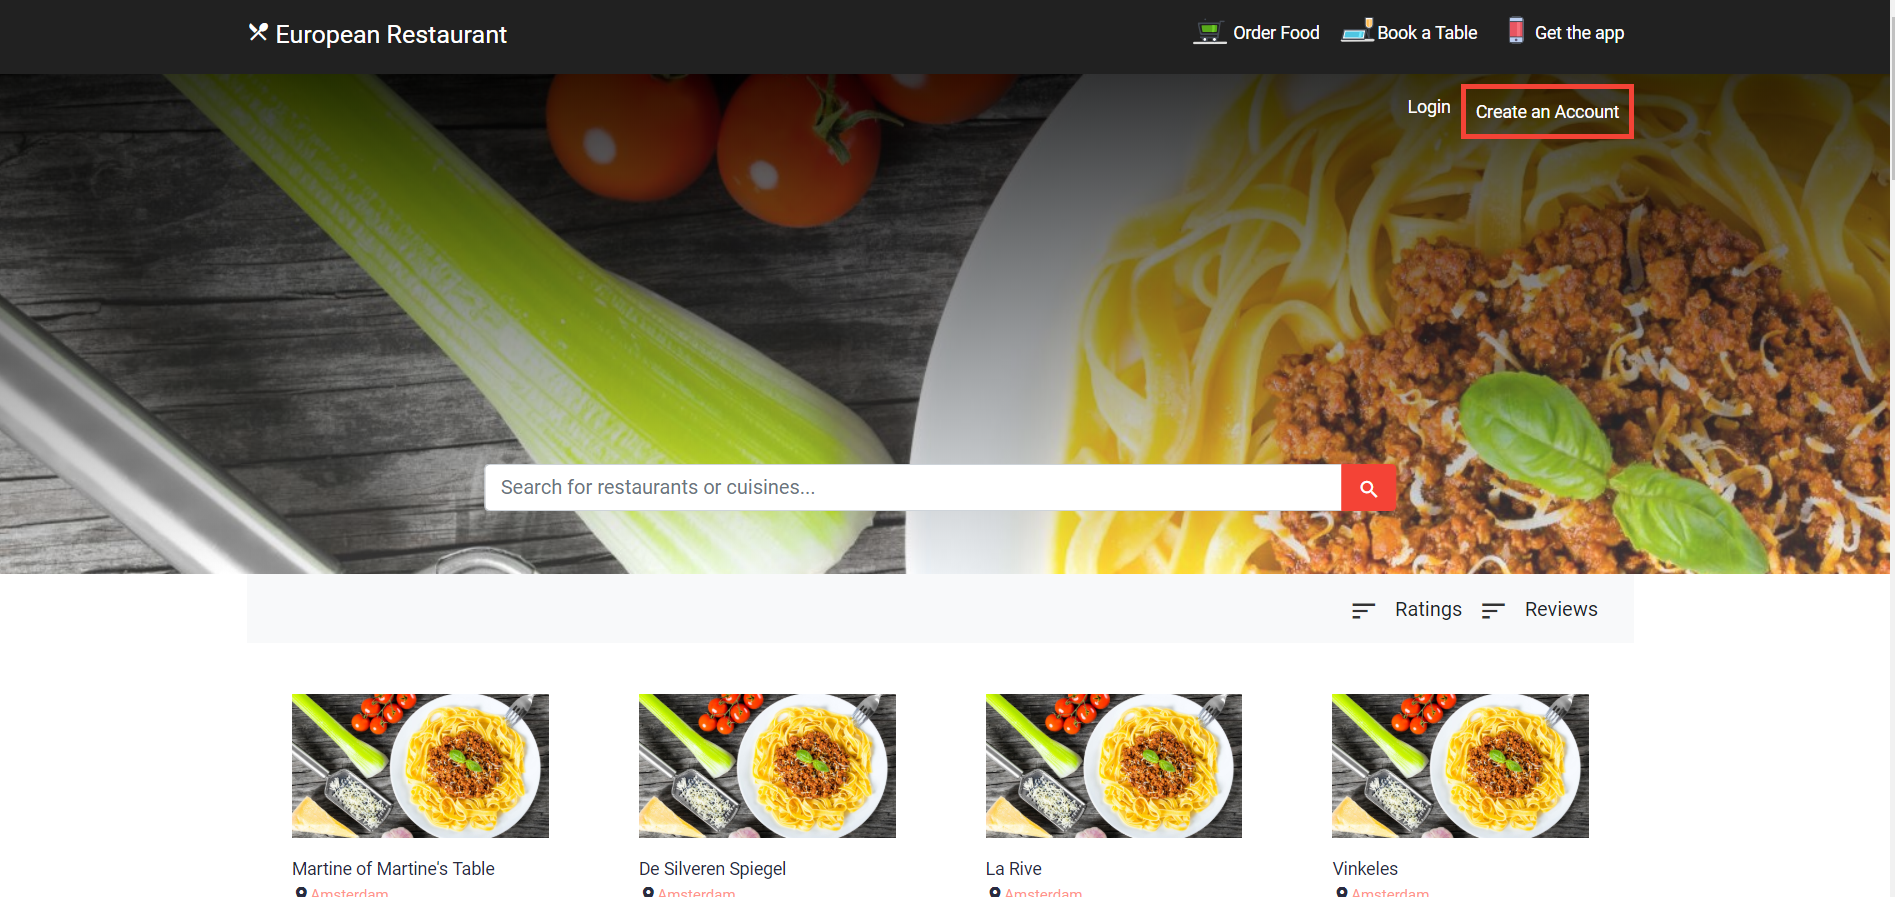 European Restaurant
Order Food Book a Table Get the app
Login Create an Account
Search for restaurants or cuisines...
Ratings Reviews
Martine of Martine's Table De Silveren Spiegel La Rive Vinkeles
Amsterdam Amsterdam Amsterdam Amsterdam